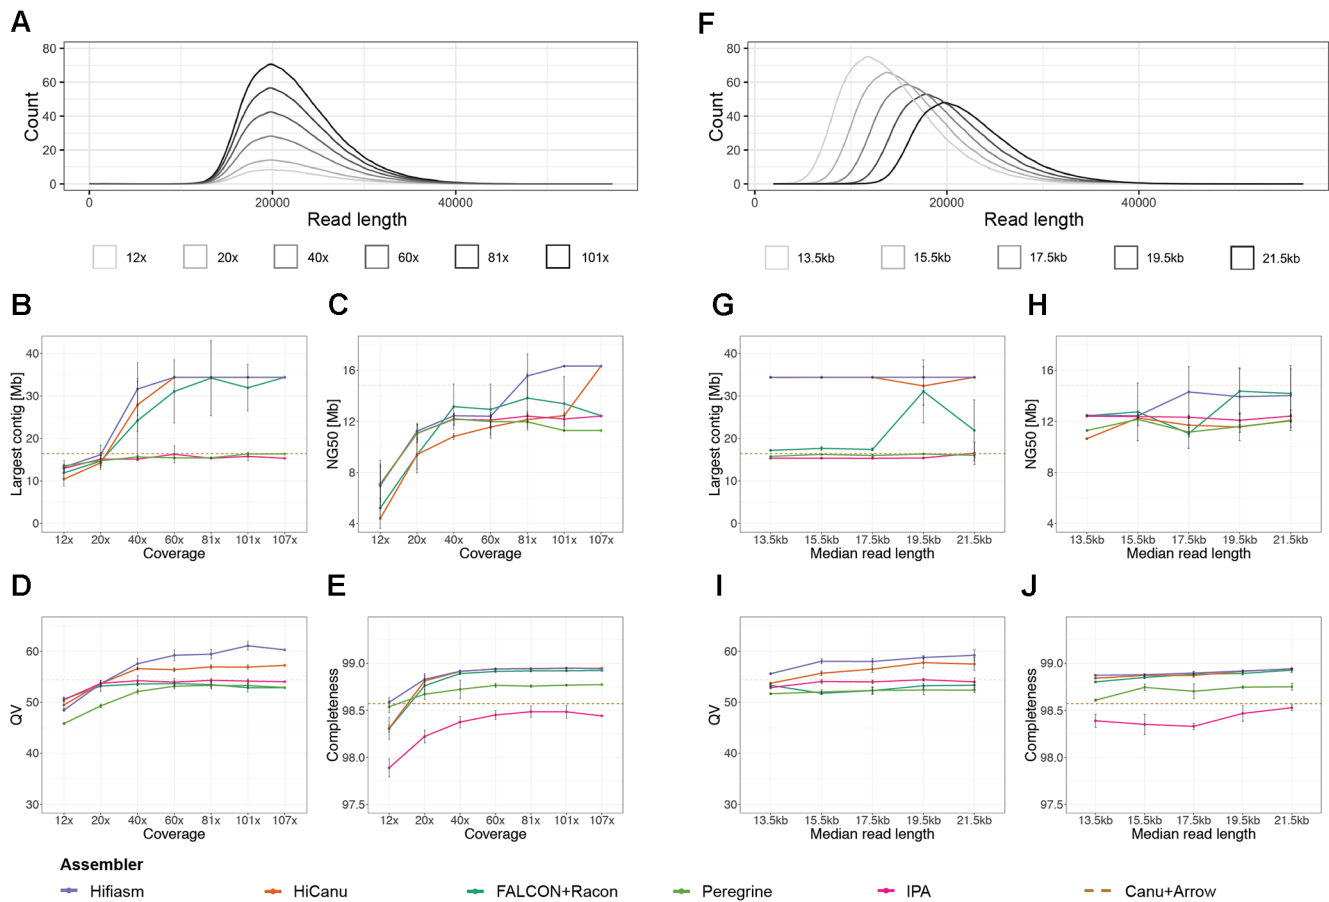 A
F
80
60
40
20
0
Count
0
20000
40000
Read length
12x
20x
40x
60x
81x
101x
80
60
40
20
0
Count
0
20000
40000
Read length
13.5kb
15.5kb
17.5kb
19.5kb
21.5kb
B
C
G
H
40
30
20
10
0
Largest contig [Mb]
12x 20x 40x 60x 81x 101x 107x
Coverage
16
12
8
4
NG50 [Mb]
12x 20x 40x 60x 81x 101x 107x
Coverage
40
30
20
10
0
Largest contig [Mb]
13.5kb 15.5kb 17.5kb 19.5kb 21.5kb
Median read length
16
12
8
4
NG50 [Mb]
13.5kb 15.5kb 17.5kb 19.5kb 21.5kb
Median read length
D
E
I
J
60
50
40
30
QV
12x 20x 40x 60x 81x 101x 107x
Coverage
99.0
98.5
98.0
97.5
Completeness
12x 20x 40x 60x 81x 101x 107x
Coverage
60
50
40
30
QV
13.5kb 15.5kb 17.5kb 19.5kb 21.5kb
Median read length
99.0
98.5
98.0
97.5
Completeness
13.5kb 15.5kb 17.5kb 19.5kb 21.5kb
Median read length
Assembler
Hifiasm HiCanu FALCON+Racon Peregrine IPA Canu+Arrow